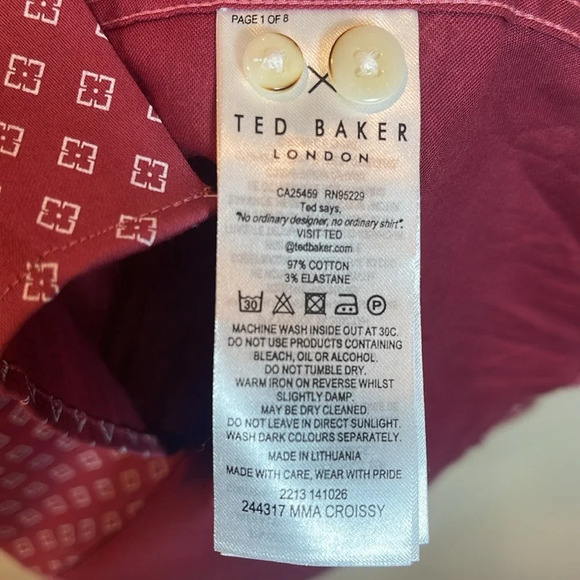 PAGE 1 OF 8
TED BAKER
LONDON
CA25459 RN95229
Ted says,
"No ordinary designer, no ordinary shirt".
VISIT TED
@tedbaker.com
97% COTTON
3% ELASTANE
30 P
MACHINE WASH INSIDE OUT AT 30C.
DO NOT USE PRODUCTS CONTAINING
BLEACH, OIL OR ALCOHOL.
DO NOT TUMBLE DRY.
WARM IRON ON REVERSE WHILST
SLIGHTLY DAMP.
MAY BE DRY CLEANED.
DO NOT LEAVE IN DIRECT SUNLIGHT.
WASH DARK COLOURS SEPARATELY.
MADE IN LITHUANIA
MADE WITH CARE, WEAR WITH PRIDE
2213 141026
244317 MMA CROISSY